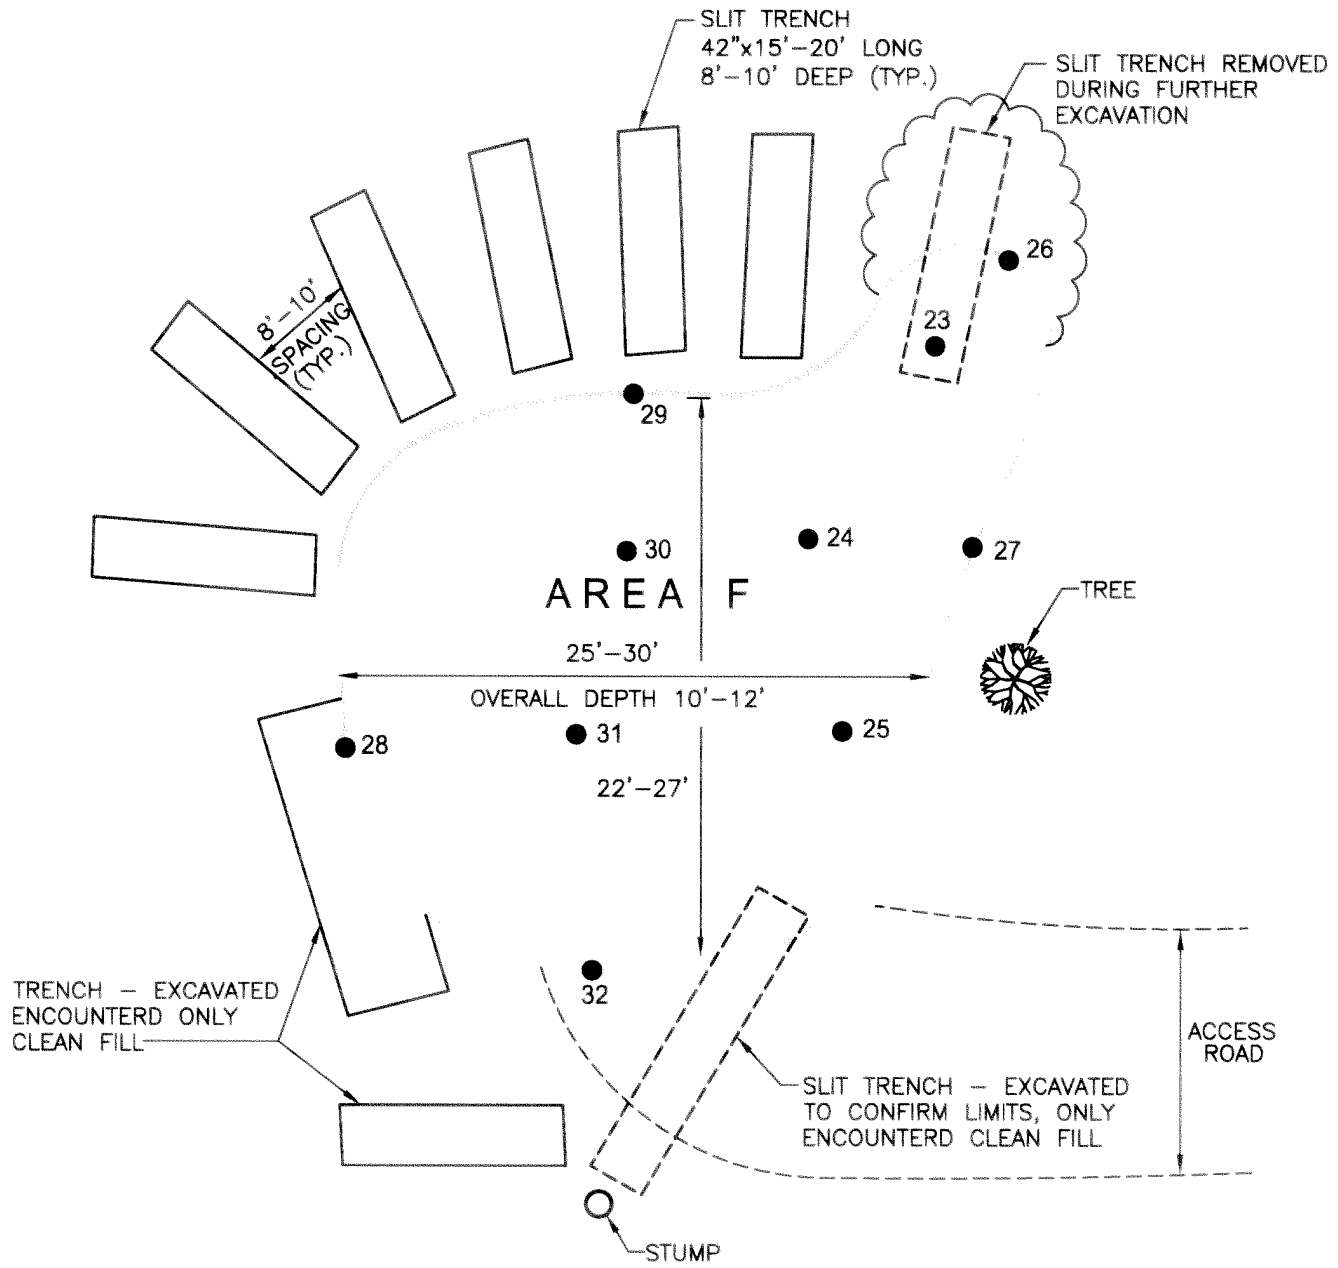 SLIT TRENCH
42"x15'-20' LONG
8'-10' DEEP (TYP.)
SLIT TRENCH REMOVED
DURING FURTHER
EXCAVATION
26
8'-10'
SPACING
(TYP.)
23
29
24
30
27
AREA F
TREE
25'-30'
OVERALL DEPTH 10'-12'
28
31
25
22'-27'
32
TRENCH - EXCAVATED
ENCOUNTERD ONLY
CLEAN FILL
ACCESS
ROAD
SLIT TRENCH - EXCAVATED
TO CONFIRM LIMITS, ONLY
ENCOUNTERD CLEAN FILL
STUMP